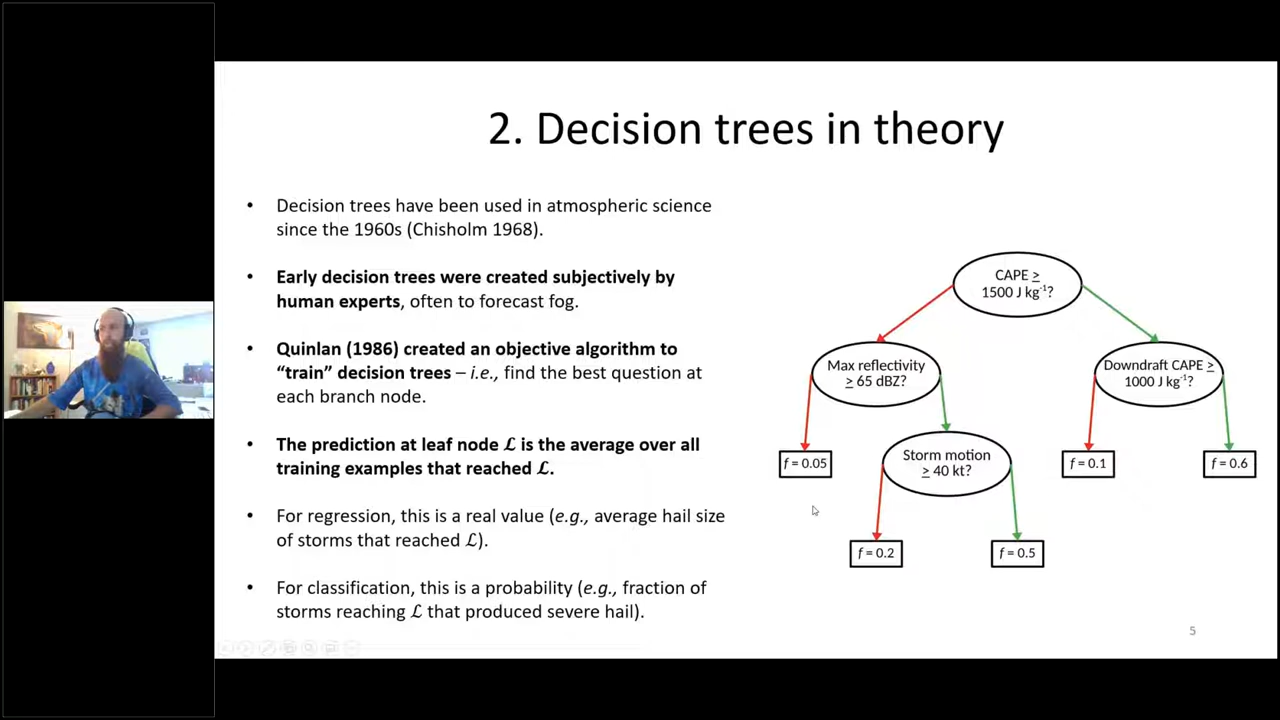 2. Decision trees in theory
• Decision trees have been used in atmospheric science
since the 1960s (Chisholm 1968).
• Early decision trees were created subjectively by
human experts, often to forecast fog.
• Quinlan (1986) created an objective algorithm to
“train” decision trees – i.e., find the best question at
each branch node.
• The prediction at leaf node ℒ is the average over all
training examples that reached ℒ.
• For regression, this is a real value (e.g., average hail size
of storms that reached ℒ).
• For classification, this is a probability (e.g., fraction of
storms reaching ℒ that produced severe hail).
CAPE ≥
1500 J kg⁻¹?
Max reflectivity
≥ 65 dBZ?
Downdraft CAPE ≥
1000 J kg⁻¹?
f = 0.05
Storm motion
≥ 40 kt?
f = 0.1
f = 0.6
f = 0.2
f = 0.5
5